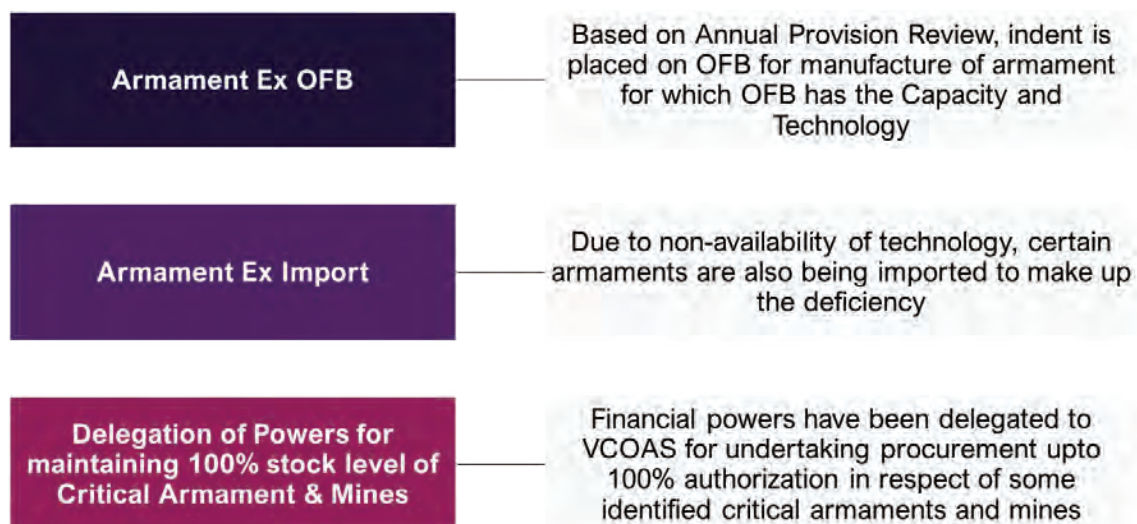 Armament Ex OFB
Based on Annual Provision Review, indent is
placed on OFB for manufacture of armament
for which OFB has the Capacity and
Technology
Armament Ex Import
Due to non-availability of technology, certain
armaments are also being imported to make up
the deficiency
Delegation of Powers for
maintaining 100% stock level of
Critical Armament & Mines
Financial powers have been delegated to
VCOAS for undertaking procurement upto
100% authorization in respect of some
identified critical armaments and mines